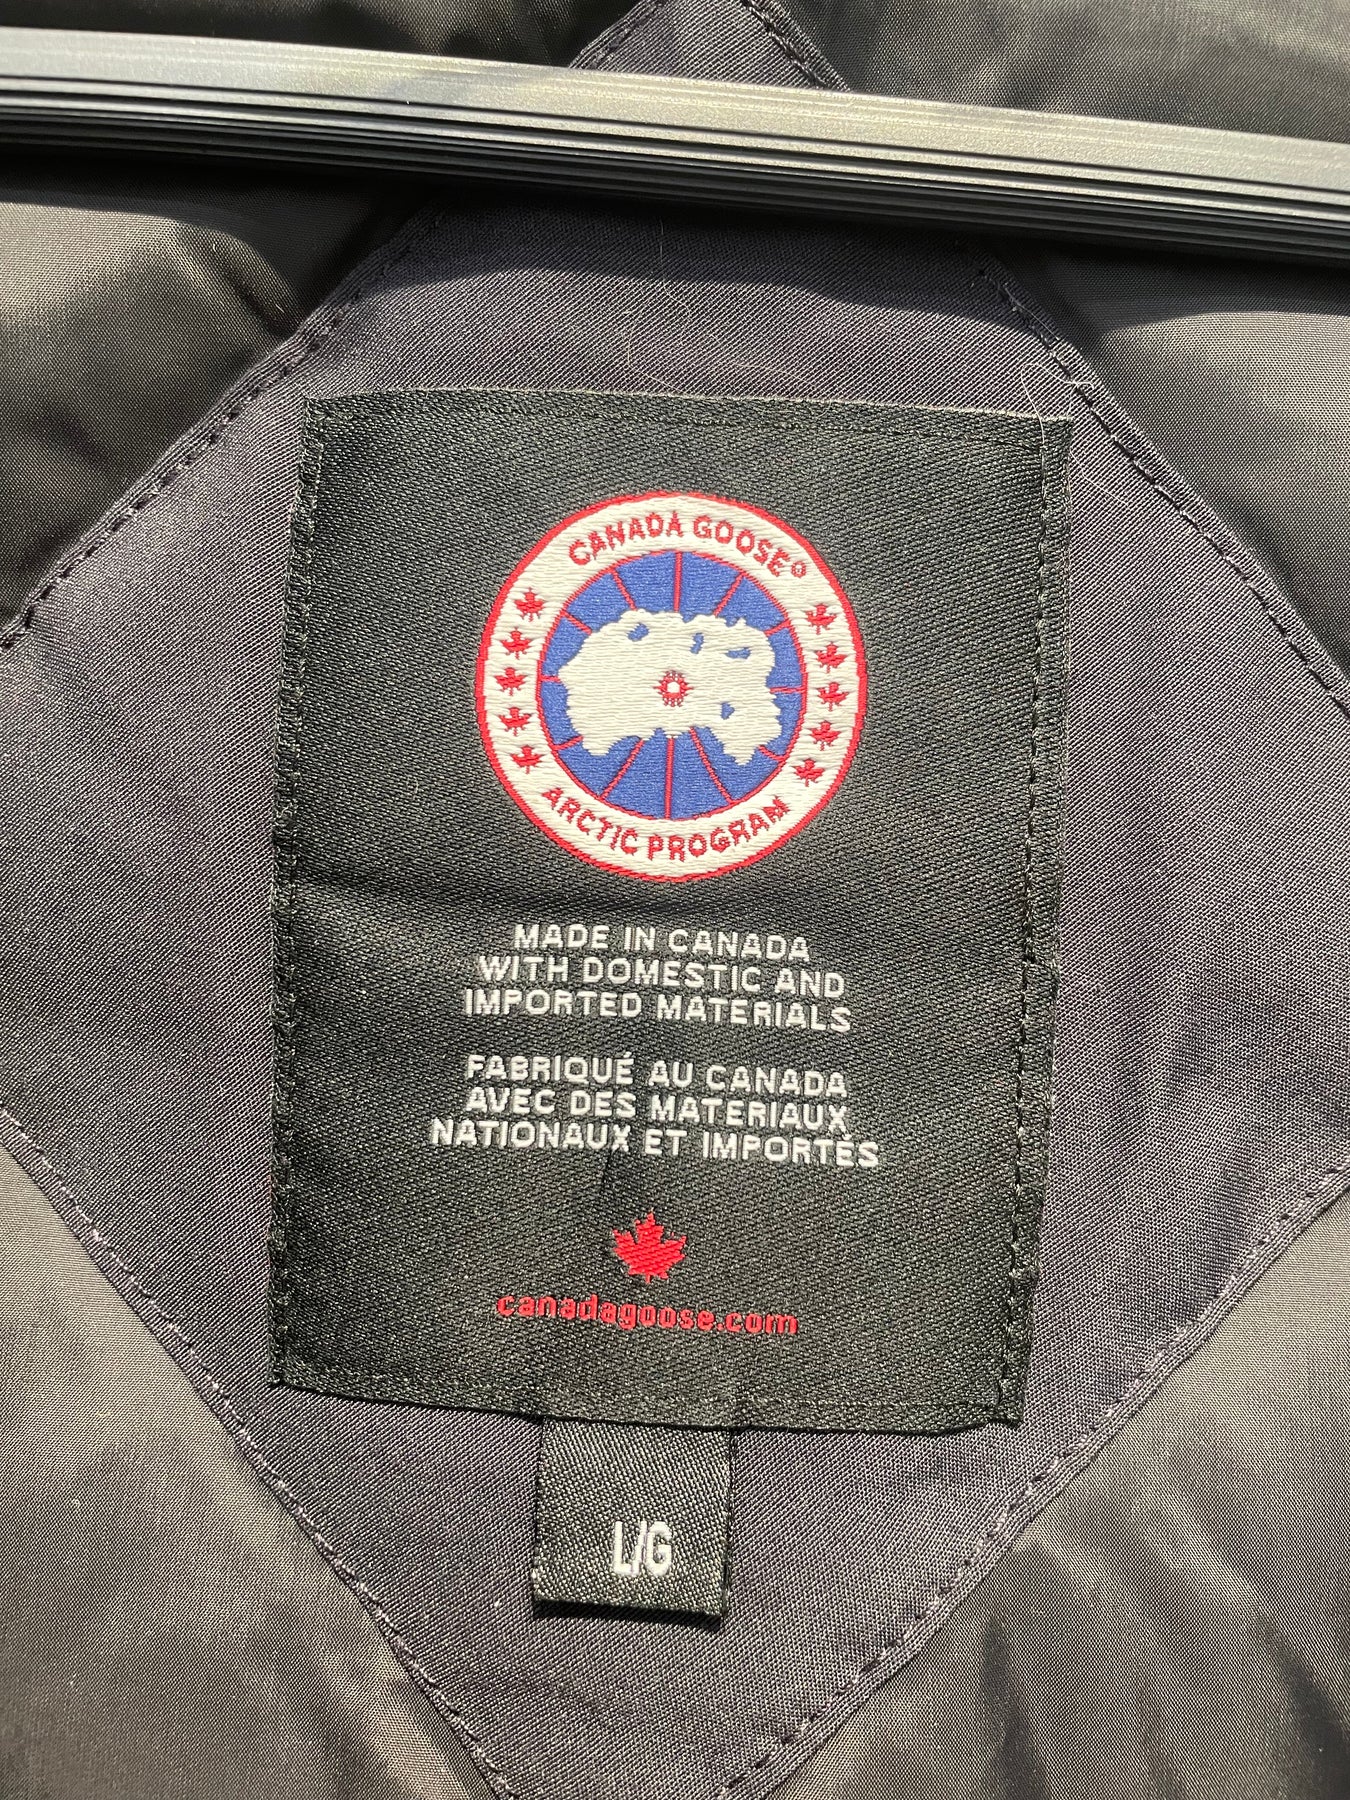 CANADA GOOSE
ARCTIC PROGRAM
MADE IN CANADA
WITH DOMESTIC AND
IMPORTED MATERIALS
FABRIQUÉ AU CANADA
AVEC DES MATERIAUX
NATIONAUX ET IMPORTÉS
canadagoose.com
L/G